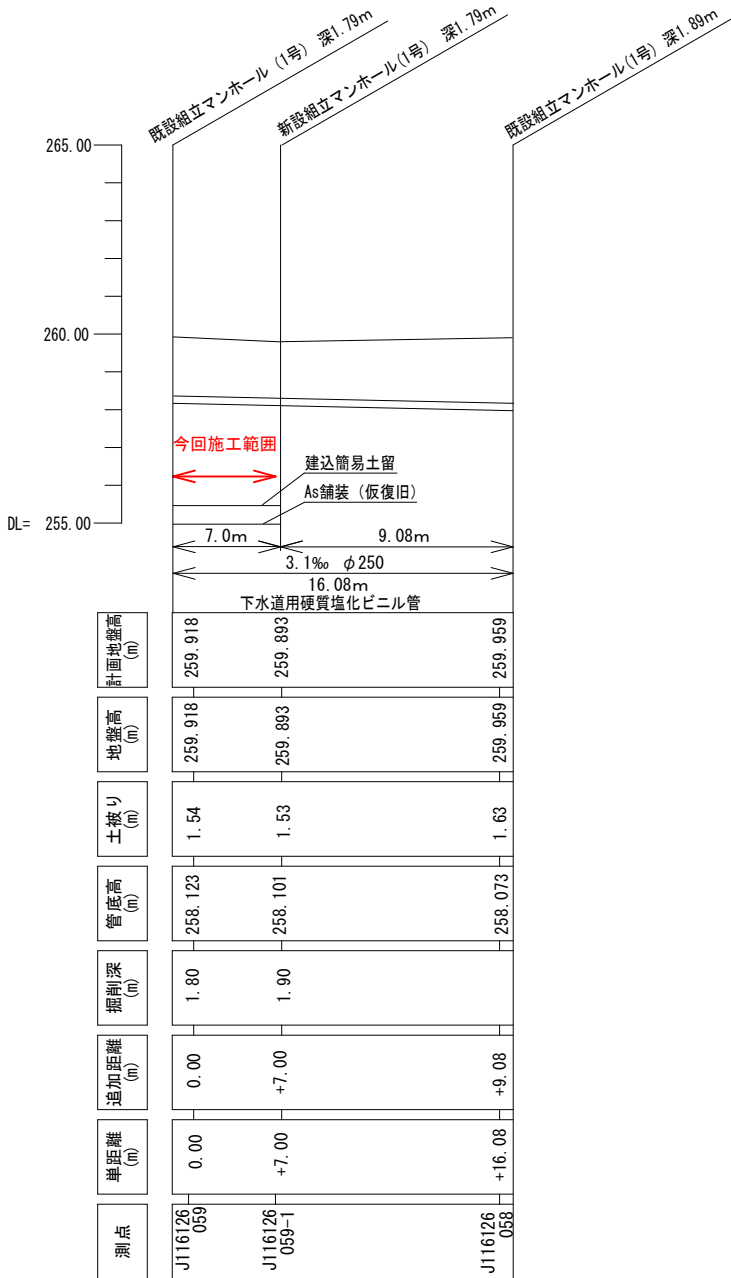 既設組立マンホール (1号) 深1.79m
新設組立マンホール(1号) 深1.79m
既設組立マンホール(1号) 深1.89m
265.00
260.00
今回施工範囲
建込簡易土留
As舗装（仮復旧）
DL= 255.00
7.0m 9.08m
3.1‰ φ250
16.08m
下水道用硬質塩化ビニル管
計画地盤高
(m)
259.918
259.893
259.959
地盤高
(m)
259.918
259.893
259.959
土被り
(m)
1.54
1.53
1.63
管底高
(m)
258.123
258.101
258.073
掘削深
(m)
1.80
1.90
追加距離
(m)
0.00
+7.00
+9.08
単距離
(m)
0.00
+7.00
+16.08
測点
J116126
059
J116126
059-1
J116126
058